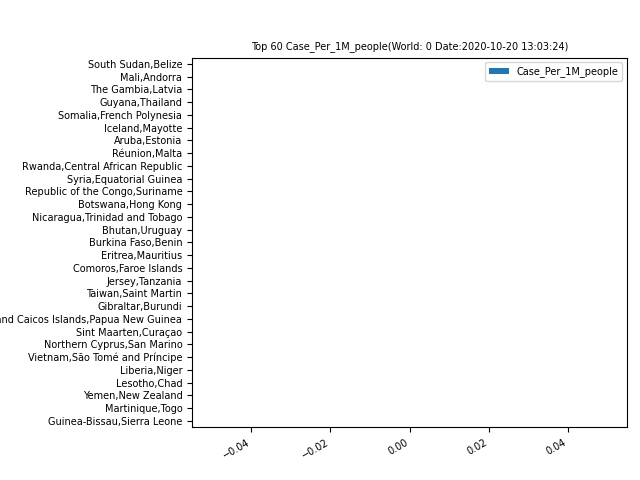 Top 60 Case_Per_1M_people(World: 0 Date:2020-10-20 13:03:24)
Case_Per_1M_people
South Sudan,Belize
Mali,Andorra
The Gambia,Latvia
Guyana,Thailand
Somalia,French Polynesia
Iceland,Mayotte
Aruba,Estonia
Réunion,Malta
Rwanda,Central African Republic
Syria,Equatorial Guinea
Republic of the Congo,Suriname
Botswana,Hong Kong
Nicaragua,Trinidad and Tobago
Bhutan,Uruguay
Burkina Faso,Benin
Eritrea,Mauritius
Comoros,Faroe Islands
Jersey,Tanzania
Taiwan,Saint Martin
Gibraltar,Burundi
and Caicos Islands,Papua New Guinea
Sint Maarten,Curaçao
Northern Cyprus,San Marino
Vietnam,São Tomé and Príncipe
Liberia,Niger
Lesotho,Chad
Yemen,New Zealand
Martinique,Togo
Guinea-Bissau,Sierra Leone
−0.04 −0.02 0.00 0.02 0.04